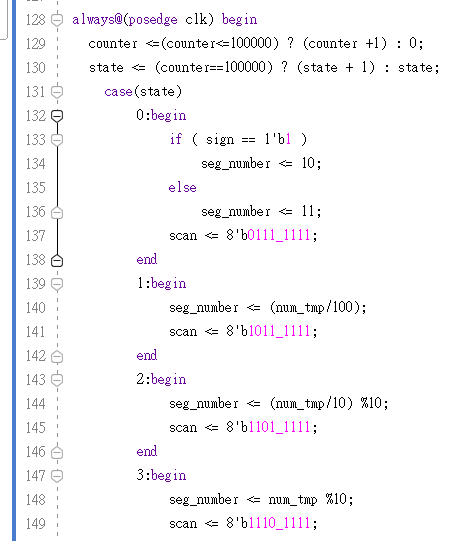 128 always@(posedge clk) begin
129 counter <=(counter<=100000) ? (counter +1) : 0;
130 state <= (counter==100000) ? (state + 1) : state;
131 case(state)
132 0:begin
133 if ( sign == 1'b1 )
134 seg_number <= 10;
135 else
136 seg_number <= 11;
137 scan <= 8'b0111_1111;
138 end
139 1:begin
140 seg_number <= (num_tmp/100);
141 scan <= 8'b1011_1111;
142 end
143 2:begin
144 seg_number <= (num_tmp/10) %10;
145 scan <= 8'b1101_1111;
146 end
147 3:begin
148 seg_number <= num_tmp %10;
149 scan <= 8'b1110_1111;